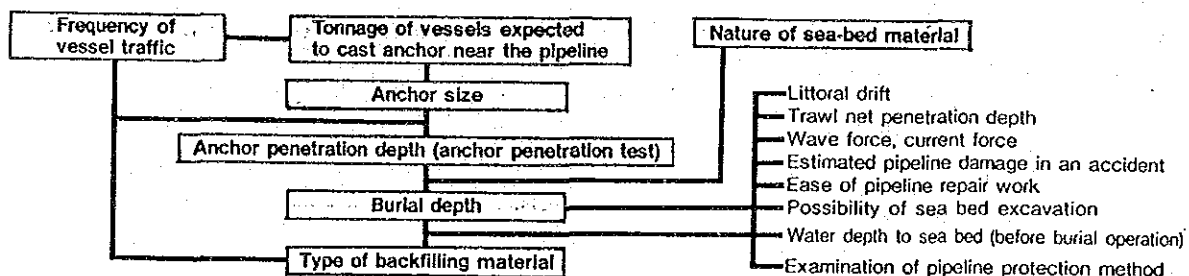 Frequency of
vessel traffic
Tonnage of vessels expected
to cast anchor near the pipeline
Nature of sea-bed material
Anchor size
Anchor penetration depth (anchor penetration test)
Burial depth
Type of backfilling material
Littoral drift
Trawl net penetration depth
Wave force, current force
Estimated pipeline damage in an accident
Ease of pipeline repair work
Possibility of sea bed excavation
Water depth to sea bed (before burial operation)
Examination of pipeline protection method